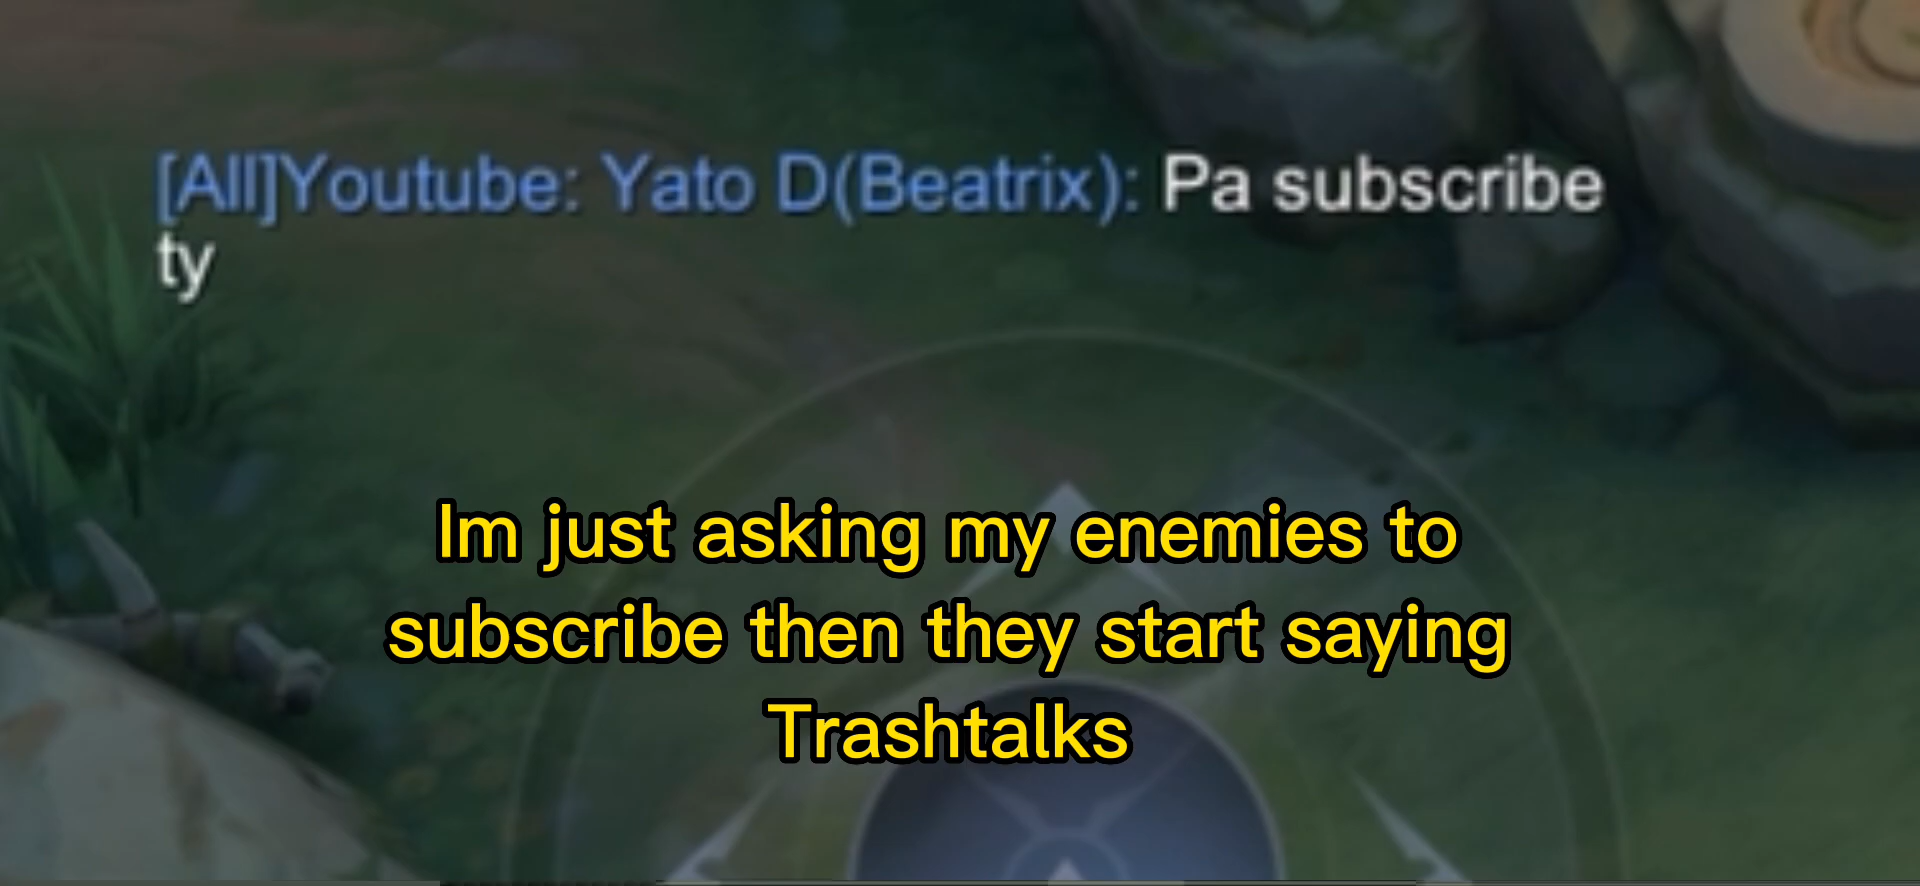 [All]Youtube: Yato D(Beatrix): Pa subscribe
ty
Im just asking my enemies to
subscribe then they start saying
Trashtalks